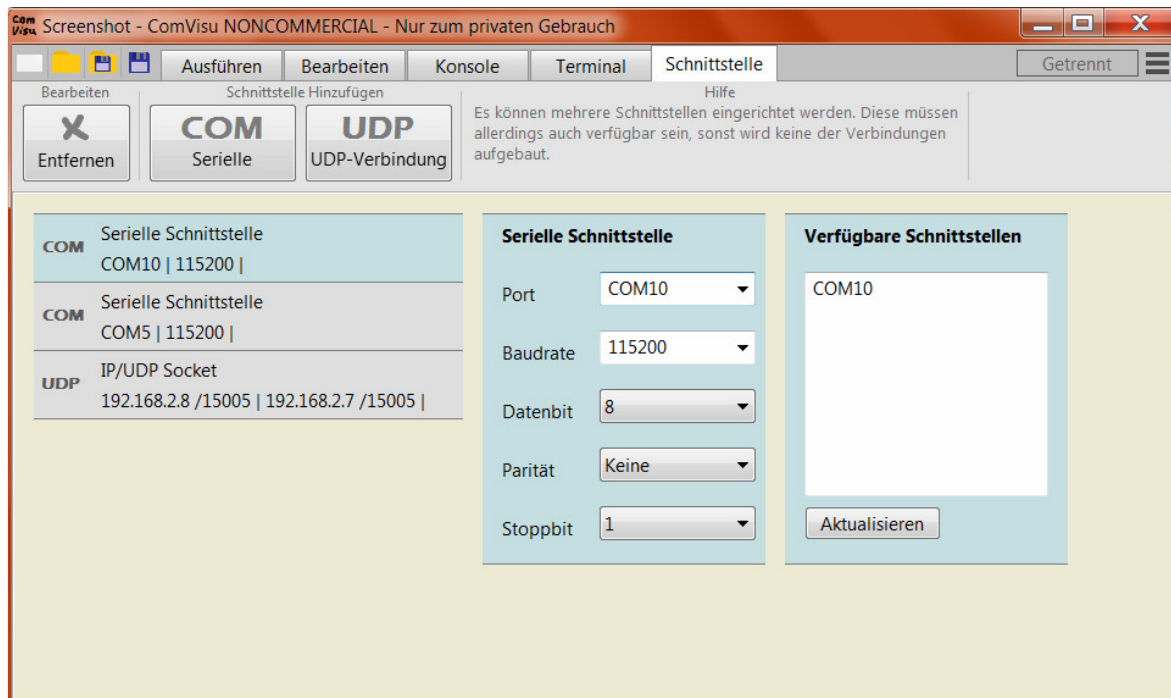 Com
Visu
Screenshot - ComVisu NONCOMMERCIAL - Nur zum privaten Gebrauch
Ausführen
Bearbeiten
Konsole
Terminal
Schnittstelle
Getrennt
Bearbeiten
Entfernen
Schnittstelle Hinzufügen
COM
Serielle
UDP
UDP-Verbindung
Hilfe
Es können mehrere Schnittstellen eingerichtet werden. Diese müssen
allerdings auch verfügbar sein, sonst wird keine der Verbindungen
aufgebaut.
COM
Serielle Schnittstelle
COM10 | 115200 |
COM
Serielle Schnittstelle
COM5 | 115200 |
UDP
IP/UDP Socket
192.168.2.8 /15005 | 192.168.2.7 /15005 |
Serielle Schnittstelle
Port COM10
Baudrate 115200
Datenbit 8
Parität Keine
Stoppbit 1
Verfügbare Schnittstellen
COM10
Aktualisieren